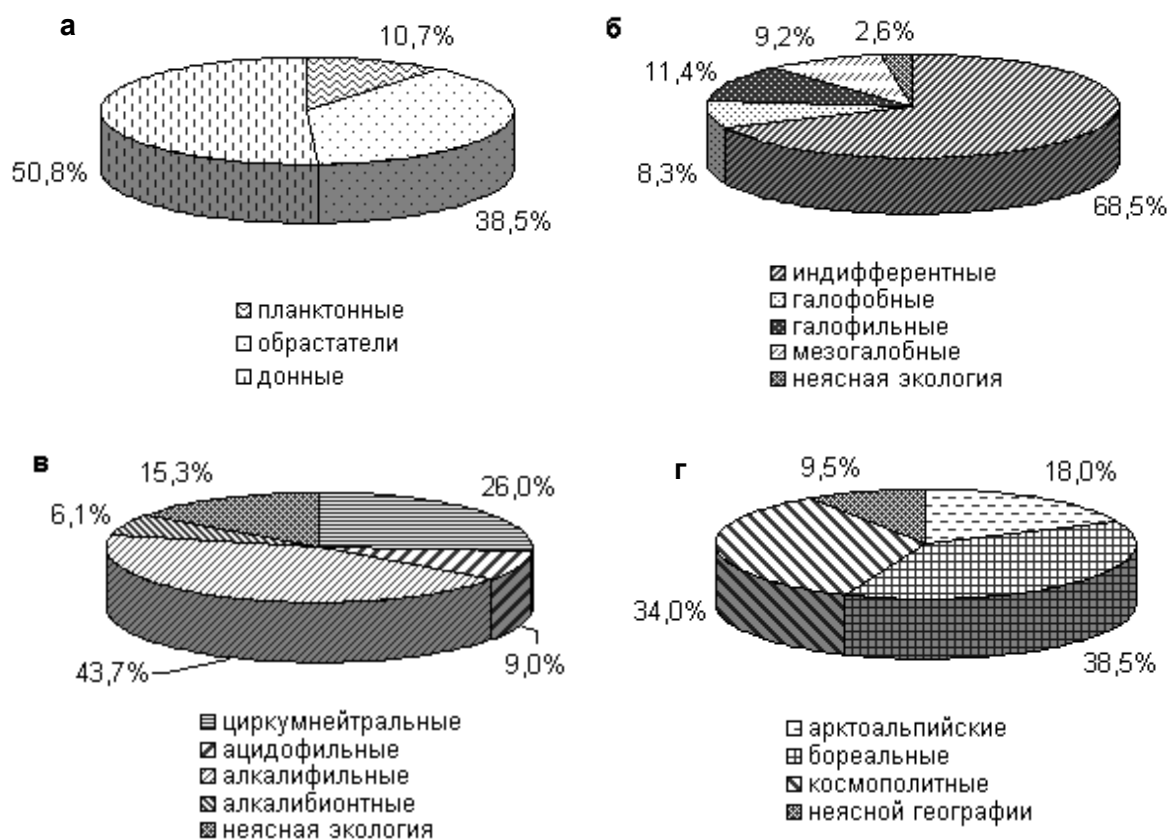 а
10,7%
50,8%
38,5%
планктонные
обрастатели
донные
б
9,2%
2,6%
11,4%
8,3%
68,5%
индифферентные
галофобные
галофильные
мезогалобные
неясная экология
в
15,3%
26,0%
6,1%
43,7%
9,0%
циркумнейтральные
ацидофильные
алкалифильные
алкалибионтные
неясная экология
г
9,5%
18,0%
34,0%
38,5%
арктоальпийские
бореальные
космополитные
неясной географии